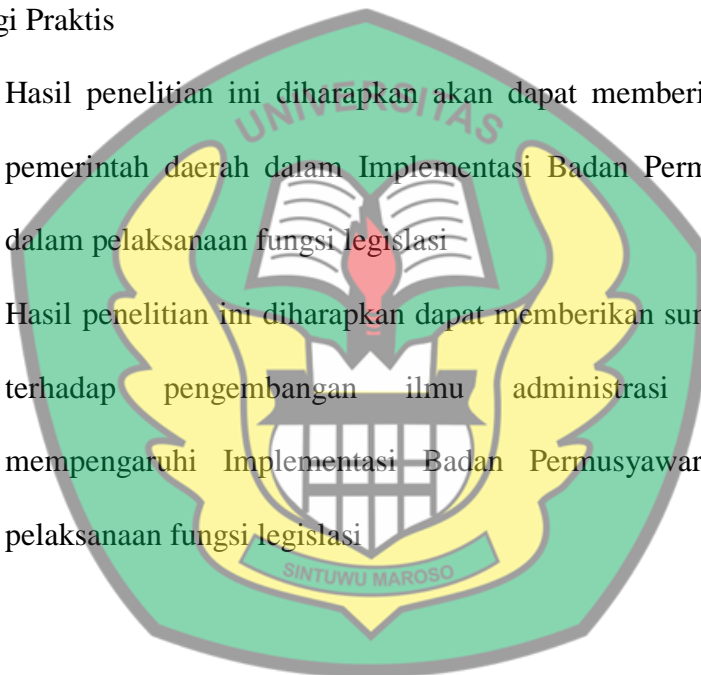 gi Praktis
Hasil penelitian ini diharapkan akan dapat memberi
UNIVERSITAS
pemerintah daerah dalam Implementasi Badan Perm
dalam pelaksanaan fungsi legislasi
Hasil penelitian ini diharapkan dapat memberikan sur
terhadap pengembangan ilmu administrasi
mempengaruhi Implementasi Badan Permusyawar
pelaksanaan fungsi legislasi
SINTUWU MAROSO